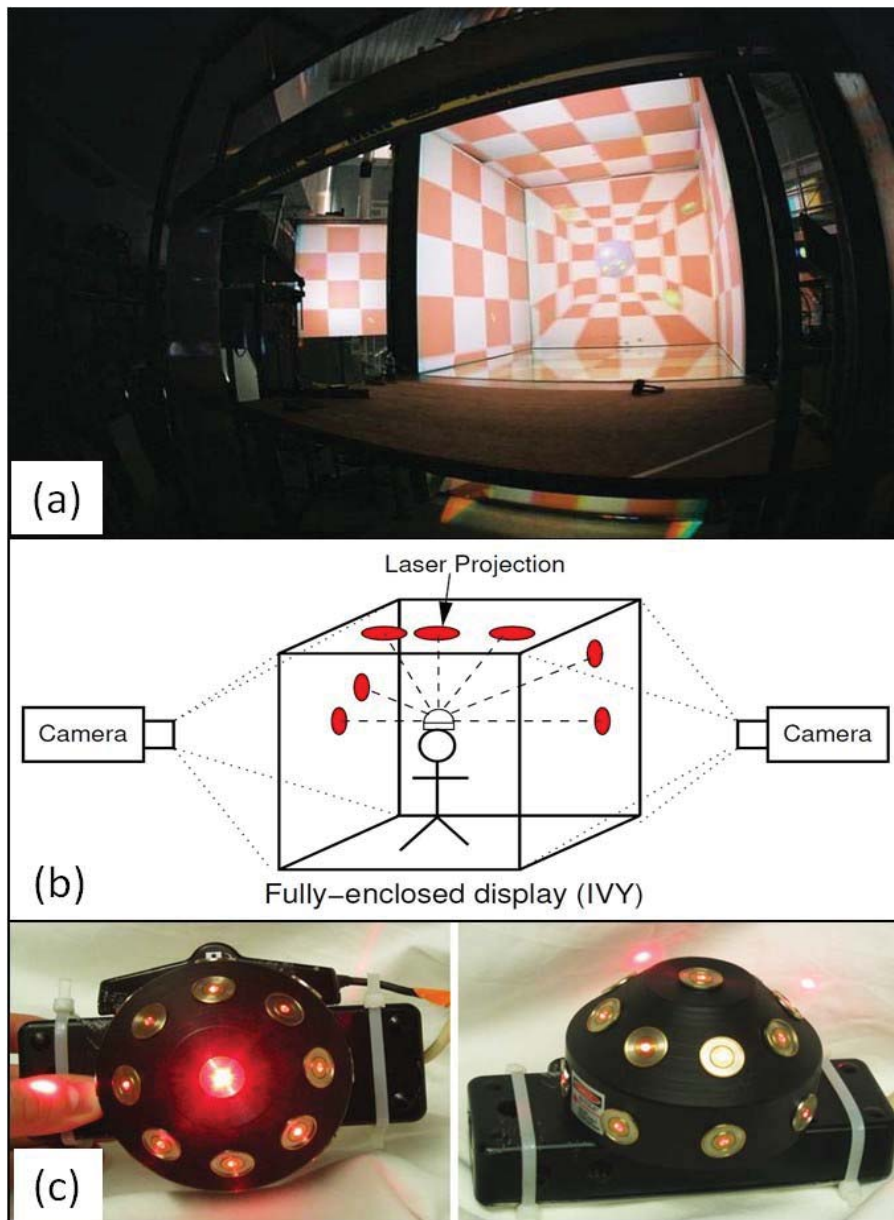 (a)
Laser Projection
Camera
Camera
(b)
Fully−enclosed display (IVY)
(c)